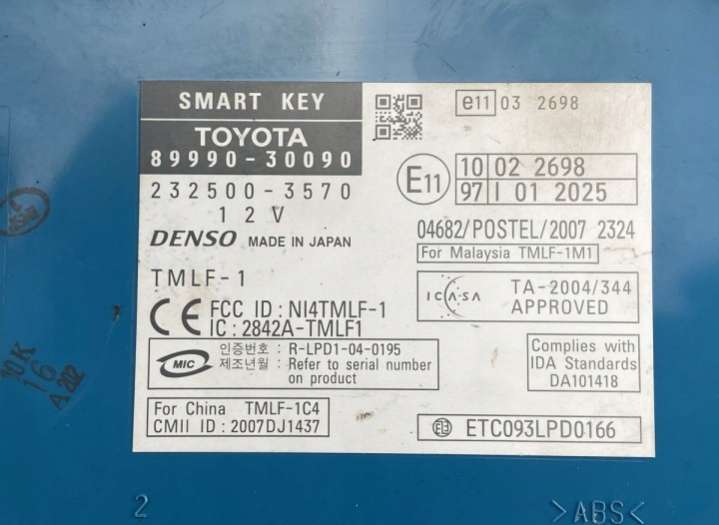 SMART KEY
TOYOTA
89990-30090
232500-3570
12V
DENSO MADE IN JAPAN
TMLF-1
FCC ID : NI4TMLF-1
IC : 2842A-TMLF1
MIC
인증번호 : R-LPD1-04-0195
제조년월 : Refer to serial number
on product
For China TMLF-1C4
CMII ID : 2007DJ1437
e11 03 2698
E11
10 02 2698
97 I 01 2025
04682/POSTEL/2007 2324
For Malaysia TMLF-1M1
ICASA
TA-2004/344
APPROVED
Complies with
IDA Standards
DA101418
ETC093LPD0166
10K
16
A 202
2
>ABS<